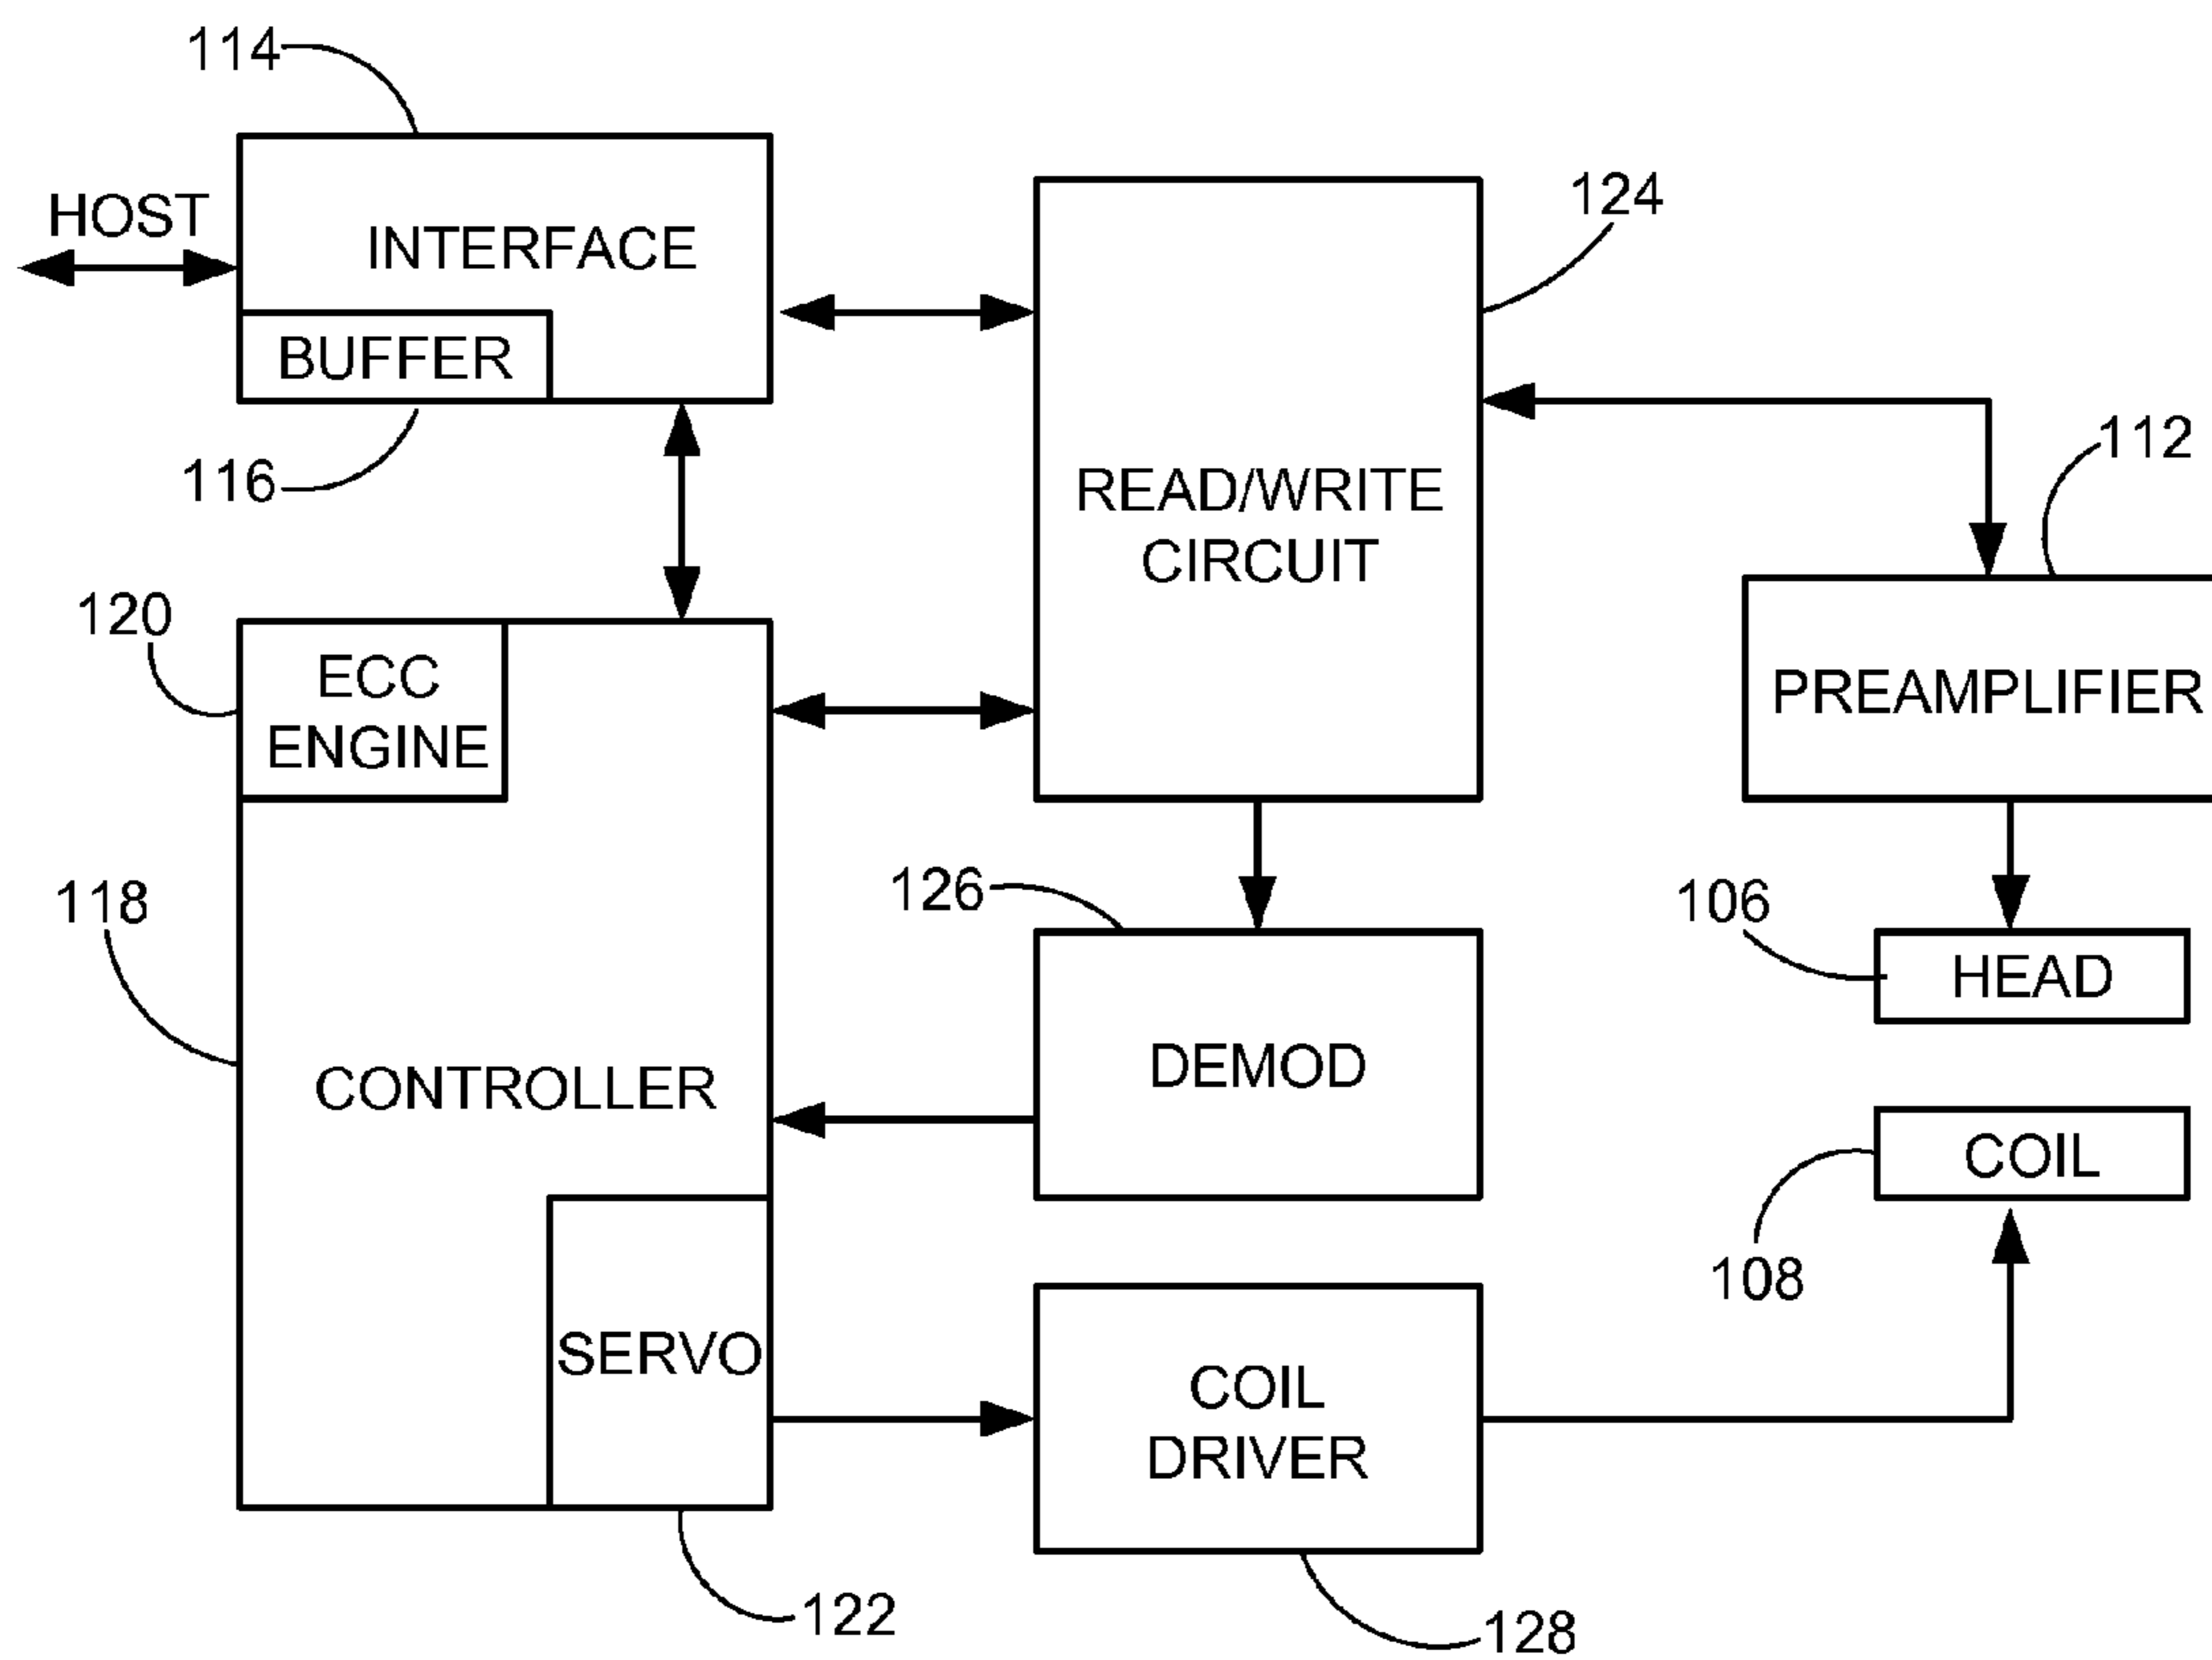 114
HOST
INTERFACE
BUFFER
116
124
READ/WRITE
CIRCUIT
112
PREAMPLIFIER
120
ECC
ENGINE
118
CONTROLLER
126
DEMOD
106
HEAD
COIL
108
SERVO
122
COIL
DRIVER
128